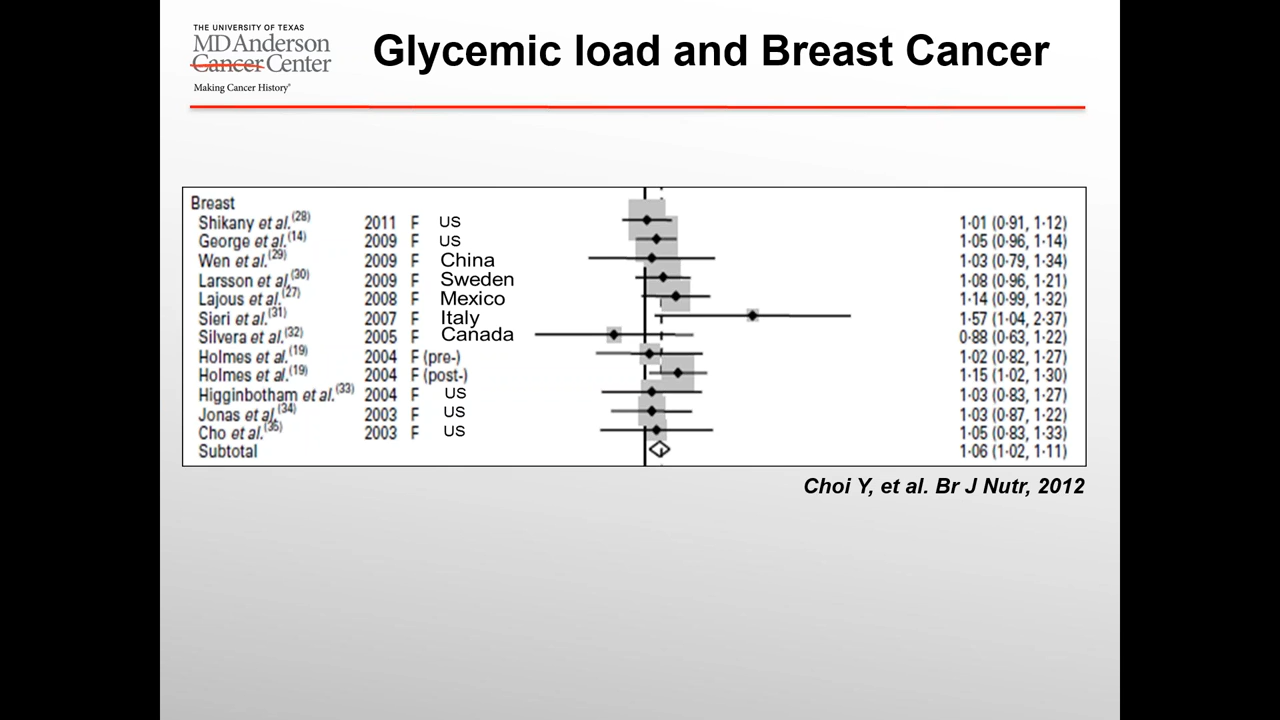 THE UNIVERSITY OF TEXAS
MD Anderson
Cancer Center
Making Cancer History®
Glycemic load and Breast Cancer
Breast
Shikany et al.(28) 2011 F US 1·01 (0·91, 1·12)
George et al.(14) 2009 F US 1·05 (0·96, 1·14)
Wen et al.(29) 2009 F China 1·03 (0·79, 1·34)
Larsson et al.(30) 2009 F Sweden 1·08 (0·96, 1·21)
Lajous et al.(27) 2008 F Mexico 1·14 (0·99, 1·32)
Sieri et al.(31) 2007 F Italy 1·57 (1·04, 2·37)
Silvera et al.(32) 2005 F Canada 0·88 (0·63, 1·22)
Holmes et al.(19) 2004 F (pre-) 1·02 (0·82, 1·27)
Holmes et al.(19) 2004 F (post-) 1·15 (1·02, 1·30)
Higginbotham et al.(33) 2004 F US 1·03 (0·83, 1·27)
Jonas et al.(34) 2003 F US 1·03 (0·87, 1·22)
Cho et al.(35) 2003 F US 1·05 (0·83, 1·33)
Subtotal 1·06 (1·02, 1·11)
Choi Y, et al. Br J Nutr, 2012